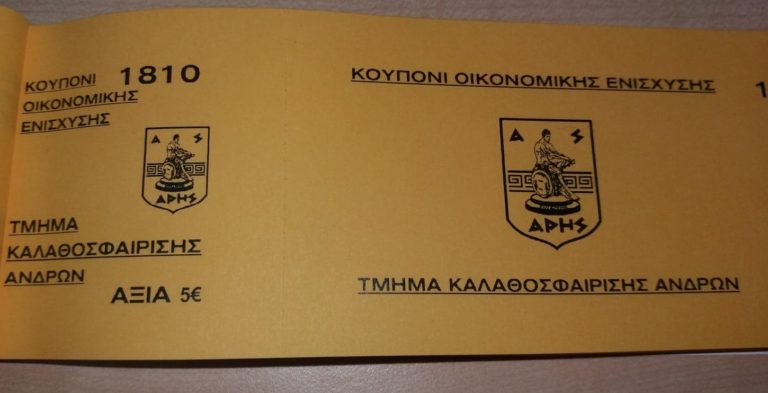 ΚΟΥΠΟΝΙ 1810
ΟΙΚΟΝΟΜΙΚΗΣ
ΕΝΙΣΧΥΣΗΣ
Α Σ
ΑΡΗΣ
ΤΜΗΜΑ
ΚΑΛΑΘΟΣΦΑΙΡΙΣΗΣ
ΑΝΔΡΩΝ
ΑΞΙΑ 5€
ΚΟΥΠΟΝΙ ΟΙΚΟΝΟΜΙΚΗΣ ΕΝΙΣΧΥΣΗΣ
Α Σ
ΑΡΗΣ
ΤΜΗΜΑ ΚΑΛΑΘΟΣΦΑΙΡΙΣΗΣ ΑΝΔΡΩΝ